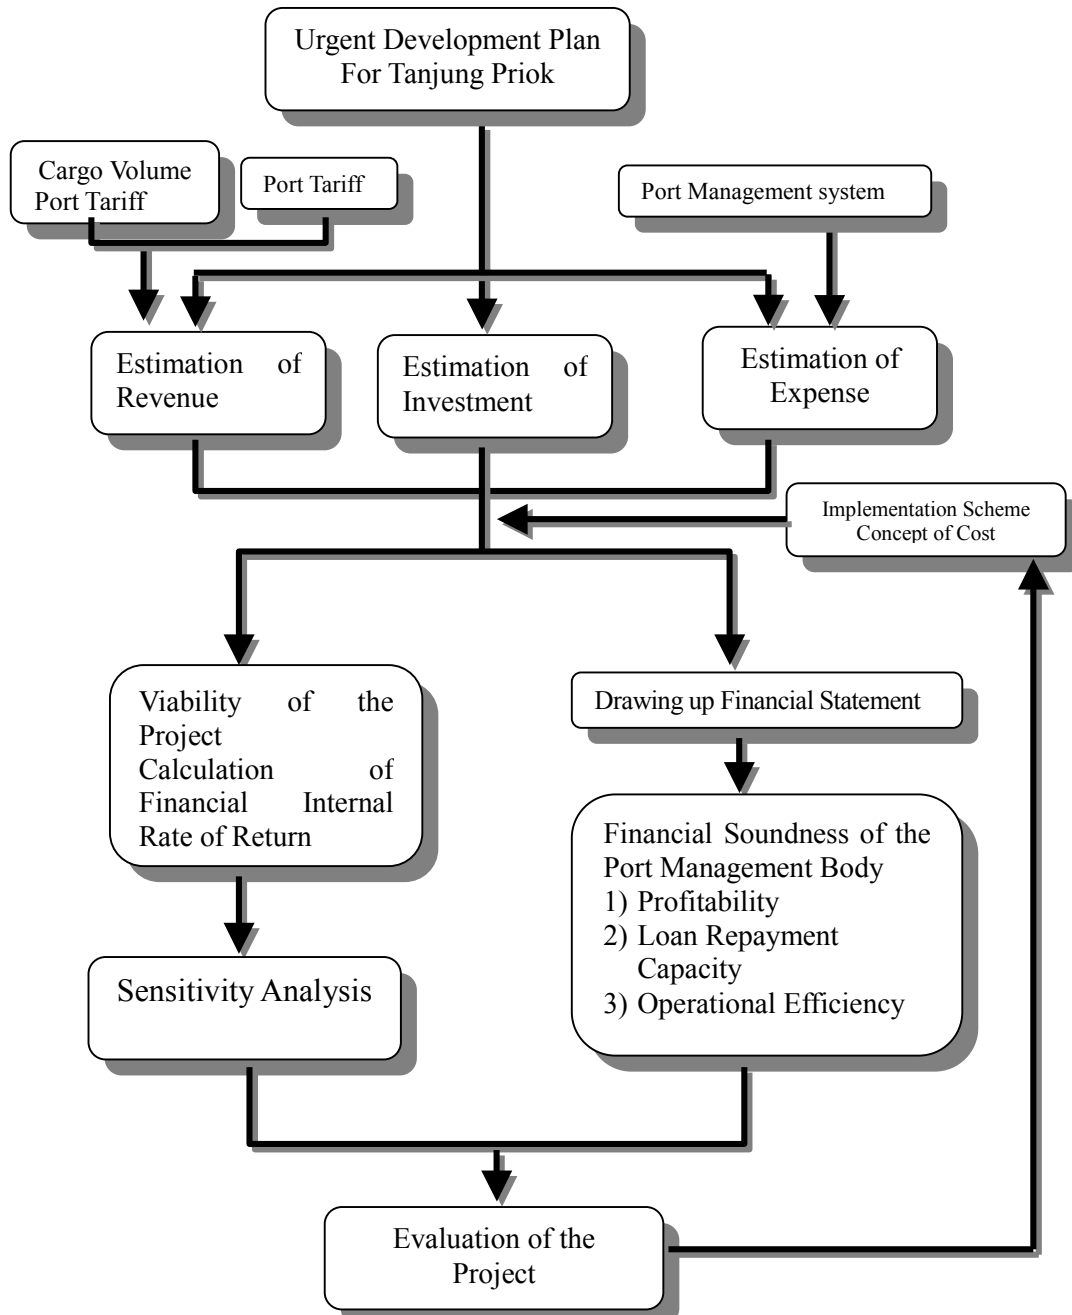 Urgent Development Plan
For Tanjung Priok
Cargo Volume
Port Tariff
Port Tariff
Port Management system
Estimation of
Revenue
Estimation of
Investment
Estimation of
Expense
Implementation Scheme
Concept of Cost
Viability of the
Project
Calculation of
Financial Internal
Rate of Return
Drawing up Financial Statement
Financial Soundness of the
Port Management Body
1) Profitability
2) Loan Repayment
Capacity
3) Operational Efficiency
Sensitivity Analysis
Evaluation of the
Project